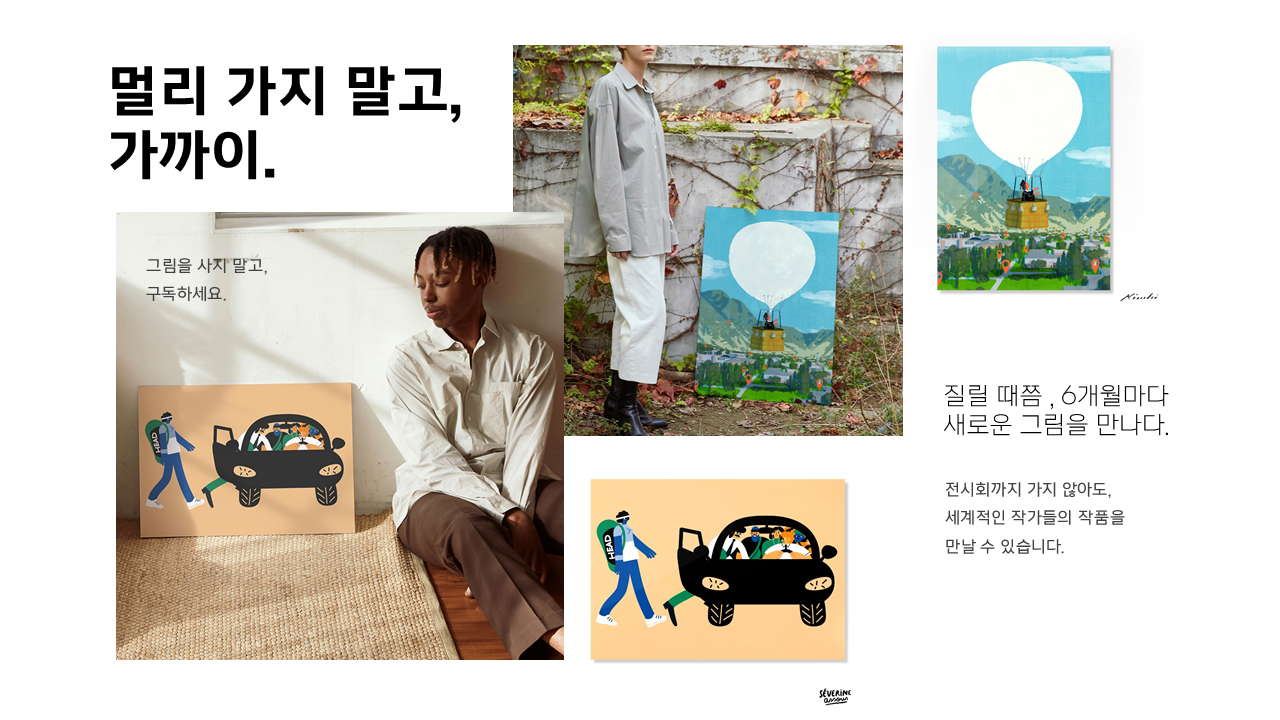 멀리 가지 말고,
가까이.
그림을 사지 말고,
구독하세요.
HEAD
HEAD
SÉVERINE
assous
질릴 때쯤 , 6개월마다
새로운 그림을 만나다.
전시회까지 가지 않아도,
세계적인 작가들의 작품을
만날 수 있습니다.